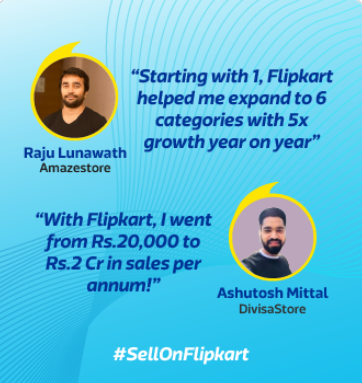 “Starting with 1, Flipkart
helped me expand to 6
categories with 5x
growth year on year”
Raju Lunawath
Amazestore
“With Flipkart, I went
from Rs.20,000 to
Rs.2 Cr in sales per
annum!”
Ashutosh Mittal
DivisaStore
#SellOnFlipkart